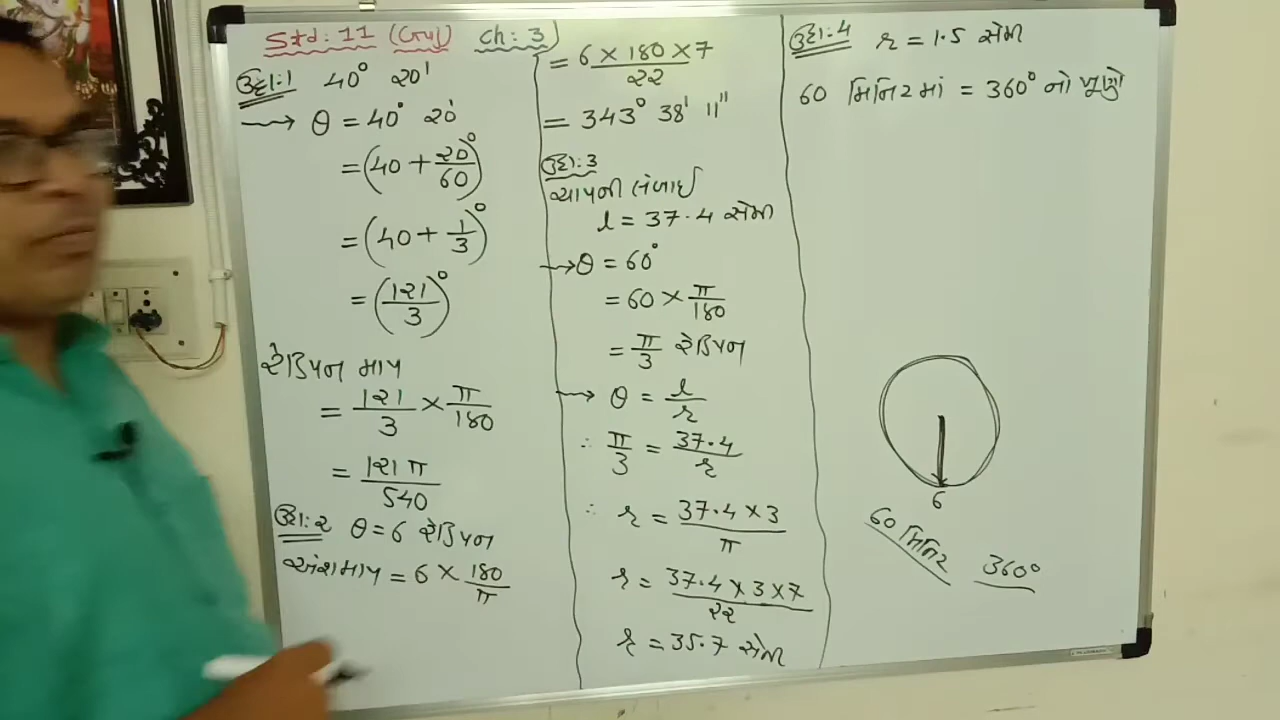 Std: 11 (Guj) Ch: 3
ઉદા:1 40° 20'
θ = 40° 20'
= (40 + 20/60)°
= (40 + 1/3)°
= (121/3)°
રેડિયન માપ
= 121/3 × π/180
= 121π/540
ઉદા:2 θ = 6 રેડિયન
અંશમાપ = 6 × 180/π
= 6 × 180 × 7/22
= 343° 38' 11"
ઉદા:3
ચાપની લંબાઈ
l = 37.4 સેમી
θ = 60°
= 60 × π/180
= π/3 રેડિયન
θ = l/r
∴ π/3 = 37.4/r
∴ r = 37.4 × 3/π
r = 37.4 × 3 × 7/22
r = 35.7 સેમી
ઉદા:4 r = 1.5 સેમી
60 મિનિટમાં = 360° નો ખૂણો
6
60 મિનિટ 360°